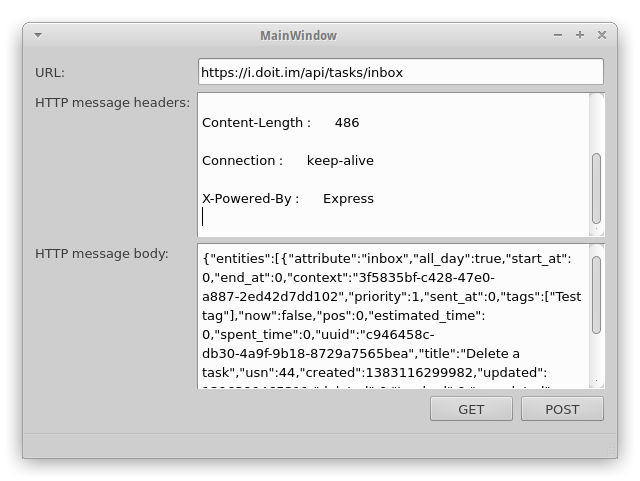 MainWindow
URL:
https://i.doit.im/api/tasks/inbox
HTTP message headers:
Content-Length : 486
Connection : keep-alive
X-Powered-By : Express
HTTP message body:
{"entities":[{"attribute":"inbox","all_day":true,"start_at":
0,"end_at":0,"context":"3f5835bf-c428-47e0-
a887-2ed42d7dd102","priority":1,"sent_at":0,"tags":["Test
tag"],"now":false,"pos":0,"estimated_time":
0,"spent_time":0,"uuid":"c946458c-
db30-4a9f-9b18-8729a7565bea","title":"Delete a
task","usn":44,"created":1383116299982,"updated":
GET
POST